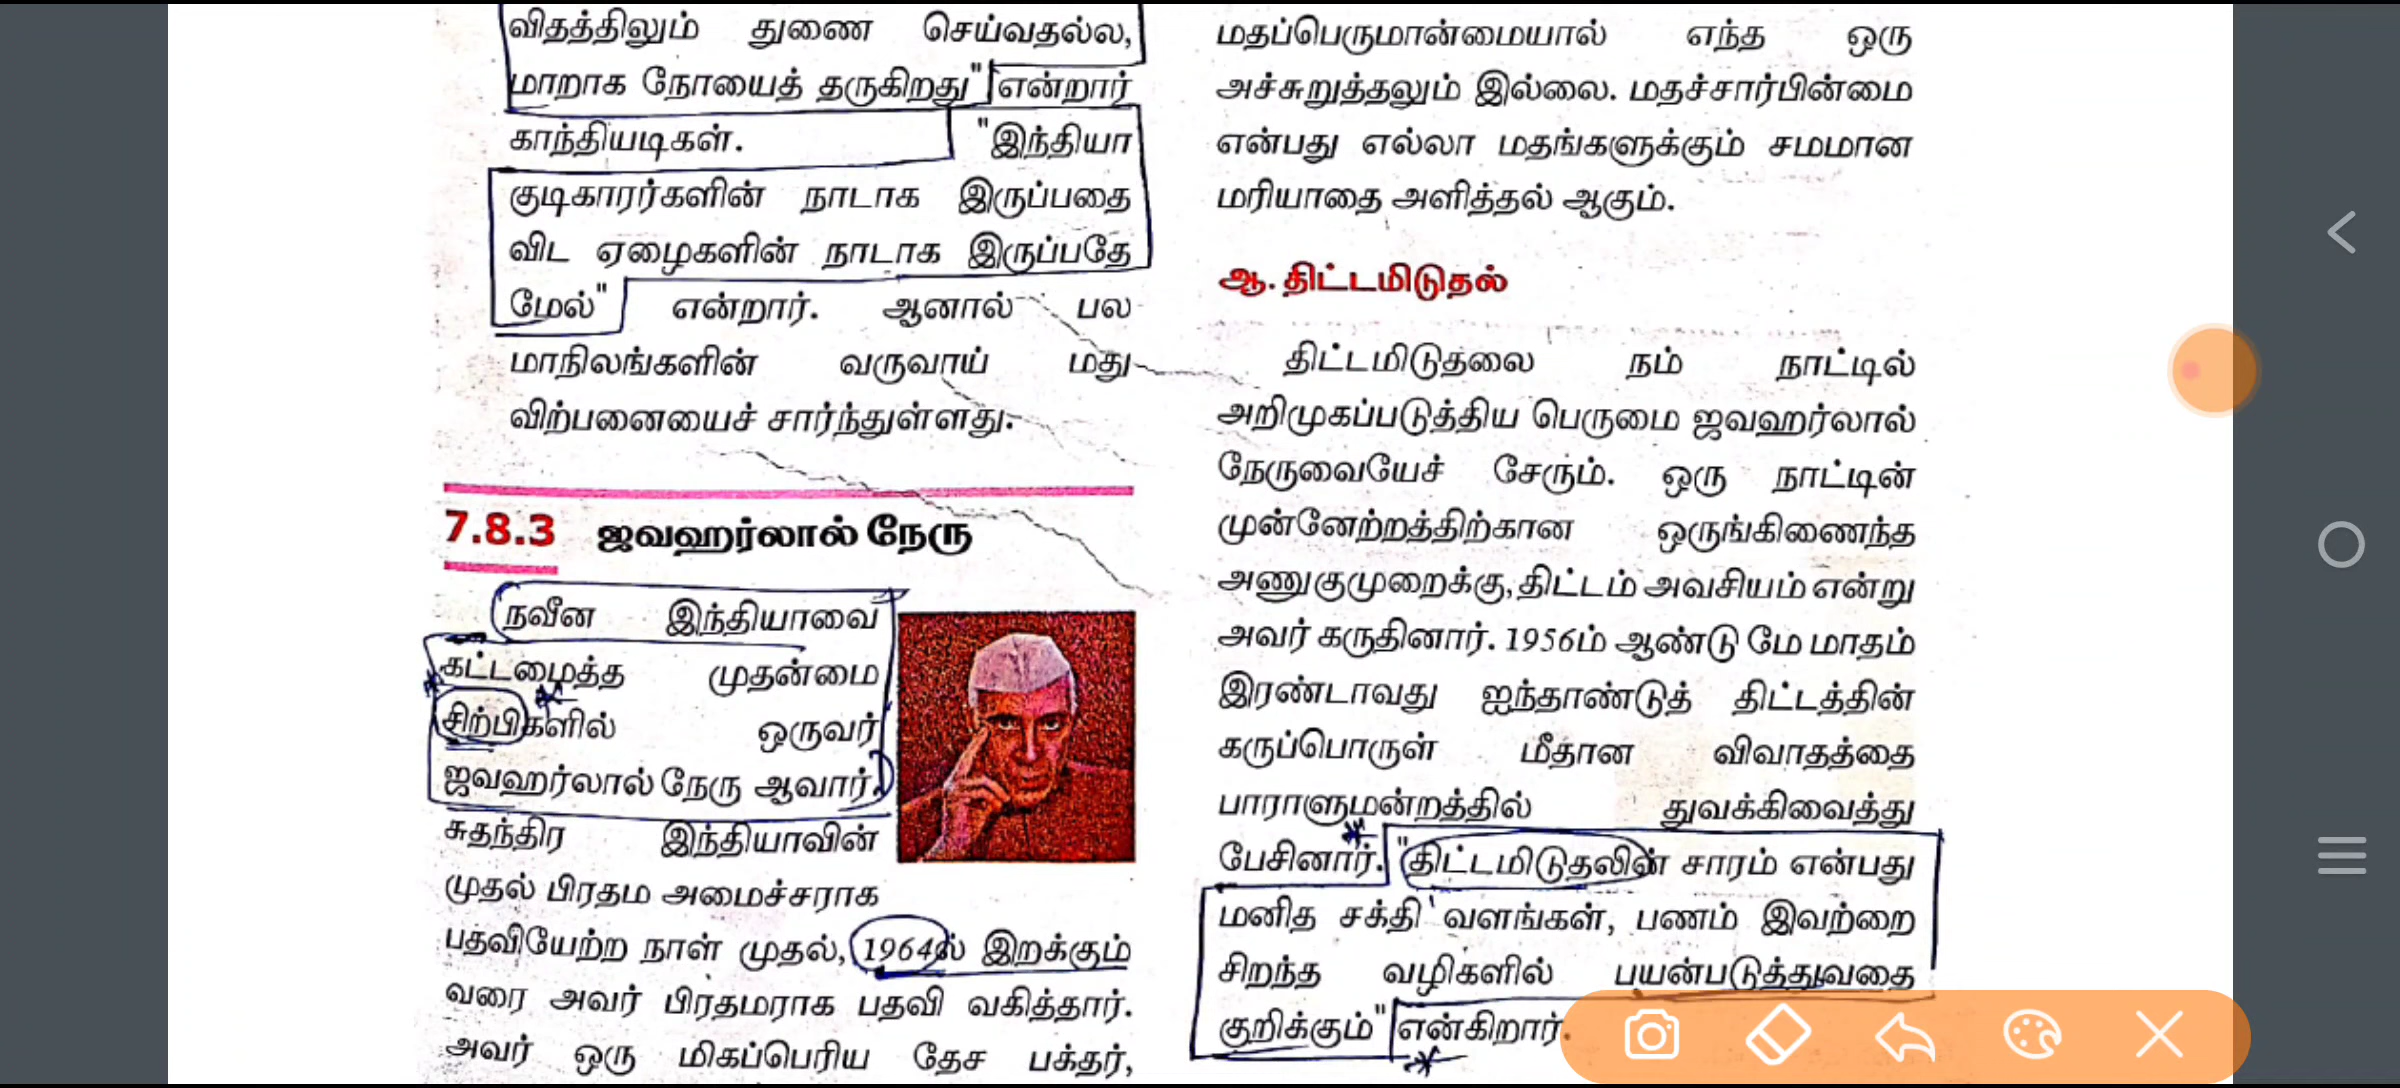 விதத்திலும் துணை செய்வதல்ல,
மாறாக நோயைத் தருகிறது" என்றார்
காந்தியடிகள். "இந்தியா
குடிகாரர்களின் நாடாக இருப்பதை
விட ஏழைகளின் நாடாக இருப்பதே
மேல்" என்றார். ஆனால் பல
மாநிலங்களின் வருவாய் மது
விற்பனையைச் சார்ந்துள்ளது.
7.8.3 ஜவஹர்லால் நேரு
நவீன இந்தியாவை
கட்டமைத்த முதன்மை
சிற்பிகளில் ஒருவர்
ஜவஹர்லால் நேரு ஆவார்.
சுதந்திர இந்தியாவின்
முதல் பிரதம அமைச்சராக
பதவியேற்ற நாள் முதல், 1964ல் இறக்கும்
வரை அவர் பிரதமராக பதவி வகித்தார்.
அவர் ஒரு மிகப்பெரிய தேச பக்தர்,
மதப்பெருமான்மையால் எந்த ஒரு
அச்சுறுத்தலும் இல்லை. மதச்சார்பின்மை
என்பது எல்லா மதங்களுக்கும் சமமான
மரியாதை அளித்தல் ஆகும்.
ஆ. திட்டமிடுதல்
திட்டமிடுதலை நம் நாட்டில்
அறிமுகப்படுத்திய பெருமை ஜவஹர்லால்
நேருவையேச் சேரும். ஒரு நாட்டின்
முன்னேற்றத்திற்கான ஒருங்கிணைந்த
அணுகுமுறைக்கு, திட்டம் அவசியம் என்று
அவர் கருதினார். 1956ம் ஆண்டு மே மாதம்
இரண்டாவது ஐந்தாண்டுத் திட்டத்தின்
கருப்பொருள் மீதான விவாதத்தை
பாராளுமன்றத்தில் துவக்கிவைத்து
பேசினார். "திட்டமிடுதலின் சாரம் என்பது
மனித சக்தி வளங்கள், பணம் இவற்றை
சிறந்த வழிகளில் பயன்படுத்துவதை
குறிக்கும்" என்கிறார்.